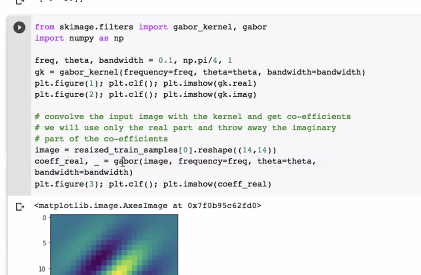 from skimage.filters import gabor_kernel, gabor
import numpy as np
freq, theta, bandwidth = 0.1, np.pi/4, 1
gk = gabor_kernel(frequency=freq, theta=theta, bandwidth=bandwidth)
plt.figure(1); plt.clf(); plt.imshow(gk.real)
plt.figure(2); plt.clf(); plt.imshow(gk.imag)
# convolve the input image with the kernel and get co-efficients
# we will use only the real part and throw away the imaginary
# part of the co-efficients
image = resized_train_samples[0].reshape((14,14))
coeff_real, _ = gabor(image, frequency=freq, theta=theta,
bandwidth=bandwidth)
plt.figure(3); plt.clf(); plt.imshow(coeff_real)
<matplotlib.image.AxesImage at 0x7f0b95c62fd0>
0
5
10